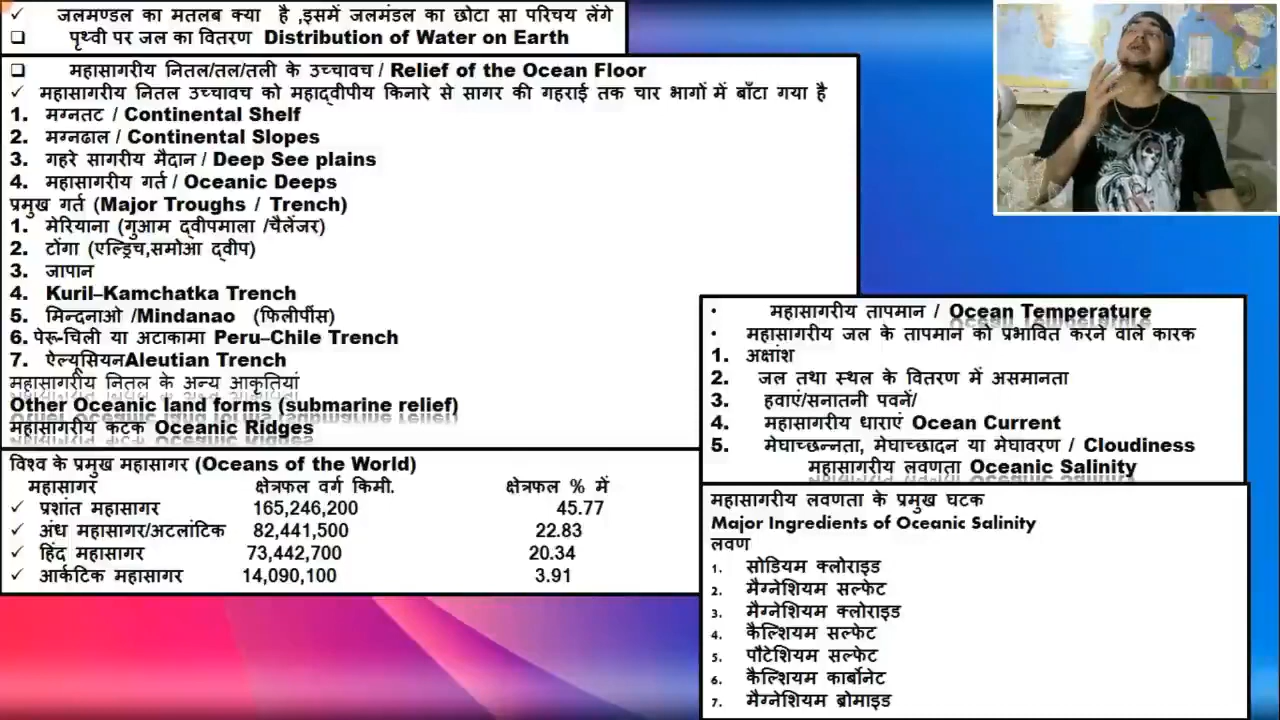 ✓ जलमण्डल का मतलब क्या है ,इसमें जलमंडल का छोटा सा परिचय लेंगे
❑ पृथ्वी पर जल का वितरण Distribution of Water on Earth
❑ महासागरीय नितल/तल/तली के उच्चावच / Relief of the Ocean Floor
✓ महासागरीय नितल उच्चावच को महाद्वीपीय किनारे से सागर की गहराई तक चार भागों में बाँटा गया है
1. मग्नतट / Continental Shelf
2. मग्नढाल / Continental Slopes
3. गहरे सागरीय मैदान / Deep See plains
4. महासागरीय गर्त / Oceanic Deeps
प्रमुख गर्त (Major Troughs / Trench)
1. मेरियाना (गुआम द्वीपमाला /चैलेंजर)
2. टोंगा (एल्ड्रिच,समोआ द्वीप)
3. जापान
4. Kuril–Kamchatka Trench
5. मिन्दनाओ /Mindanao (फिलीपींस)
6. पेरू-चिली या अटाकामा Peru–Chile Trench
7. ऐल्यूसियनAleutian Trench
महासागरीय नितल के अन्य आकृतियां
Other Oceanic land forms (submarine relief)
महासागरीय कटक Oceanic Ridges
विश्व के प्रमुख महासागर (Oceans of the World)
महासागर क्षेत्रफल वर्ग किमी. क्षेत्रफल % में
✓ प्रशांत महासागर 165,246,200 45.77
✓ अंध महासागर/अटलांटिक 82,441,500 22.83
✓ हिंद महासागर 73,442,700 20.34
✓ आर्कटिक महासागर 14,090,100 3.91
• महासागरीय तापमान / Ocean Temperature
• महासागरीय जल के तापमान को प्रभावित करने वाले कारक
1. अक्षांश
2. जल तथा स्थल के वितरण में असमानता
3. हवाएं/सनातनी पवनें/
4. महासागरीय धाराएं Ocean Current
5. मेघाच्छन्नता, मेघाच्छादन या मेघावरण / Cloudiness
महासागरीय लवणता Oceanic Salinity
महासागरीय लवणता के प्रमुख घटक
Major Ingredients of Oceanic Salinity
लवण
1. सोडियम क्लोराइड
2. मैग्नेशियम सल्फेट
3. मैग्नेशियम क्लोराइड
4. कैल्शियम सल्फेट
5. पौटेशियम सल्फेट
6. कैल्शियम कार्बोनेट
7. मैग्नेशियम ब्रोमाइड